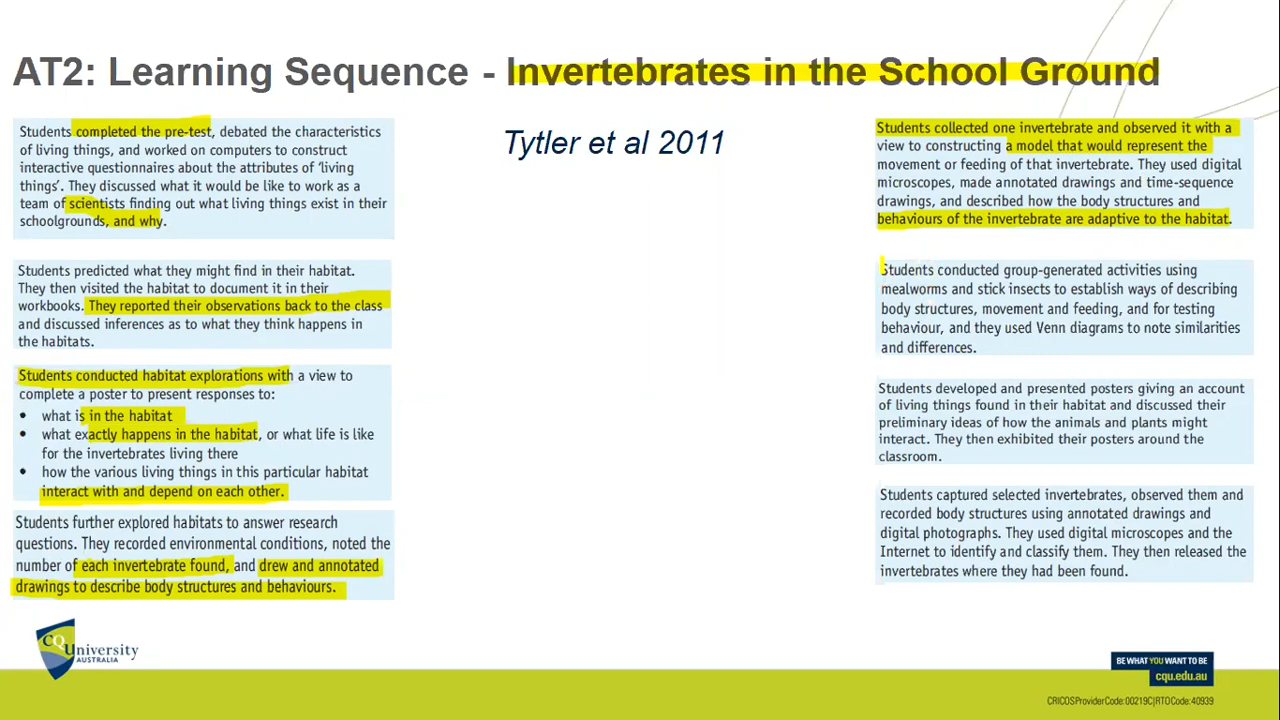 AT2: Learning Sequence - Invertebrates in the School Ground
Tytler et al 2011
Students completed the pre-test, debated the characteristics
of living things, and worked on computers to construct
interactive questionnaires about the attributes of ‘living
things’. They discussed what it would be like to work as a
team of scientists finding out what living things exist in their
schoolgrounds, and why.
Students predicted what they might find in their habitat.
They then visited the habitat to document it in their
workbooks. They reported their observations back to the class
and discussed inferences as to what they think happens in
the habitats.
Students conducted habitat explorations with a view to
complete a poster to present responses to:
• what is in the habitat
• what exactly happens in the habitat, or what life is like
for the invertebrates living there
• how the various living things in this particular habitat
interact with and depend on each other.
Students further explored habitats to answer research
questions. They recorded environmental conditions, noted the
number of each invertebrate found, and drew and annotated
drawings to describe body structures and behaviours.
Students collected one invertebrate and observed it with a
view to constructing a model that would represent the
movement or feeding of that invertebrate. They used digital
microscopes, made annotated drawings and time-sequence
drawings, and described how the body structures and
behaviours of the invertebrate are adaptive to the habitat.
Students conducted group-generated activities using
mealworms and stick insects to establish ways of describing
body structures, movement and feeding, and for testing
behaviour, and they used Venn diagrams to note similarities
and differences.
Students developed and presented posters giving an account
of living things found in their habitat and discussed their
preliminary ideas of how the animals and plants might
interact. They then exhibited their posters around the
classroom.
Students captured selected invertebrates, observed them and
recorded body structures using annotated drawings and
digital photographs. They used digital microscopes and the
Internet to identify and classify them. They then released the
invertebrates where they had been found.
CQUniversity
AUSTRALIA
BE WHAT YOU WANT TO BE
cqu.edu.au
CRICOSProviderCode:00219C|RTOCode:40939